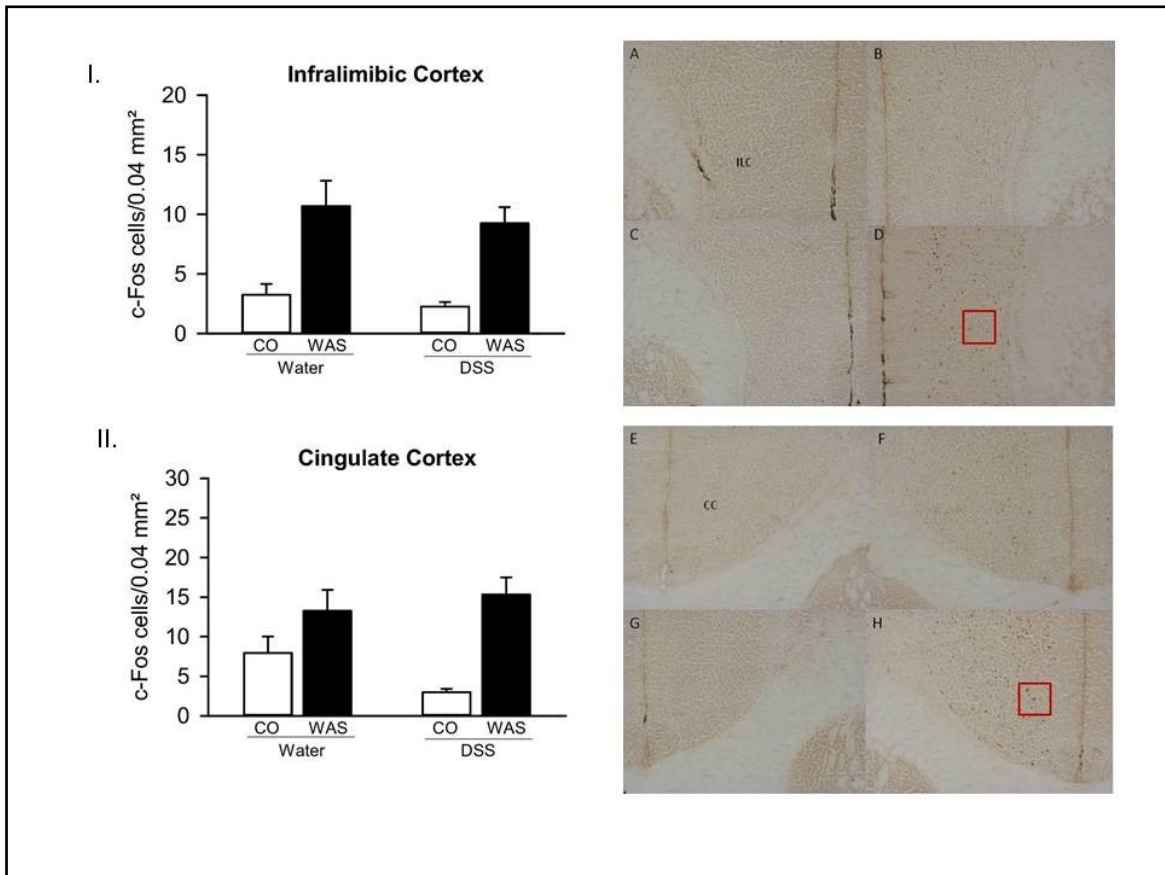 I.
Infralimibic Cortex
c-Fos cells/0.04 mm²
20
15
10
5
0
CO WAS CO WAS
Water DSS
A B
ILC
C D
II.
Cingulate Cortex
c-Fos cells/0.04 mm²
30
25
20
15
10
5
0
CO WAS CO WAS
Water DSS
E F
CC
G H